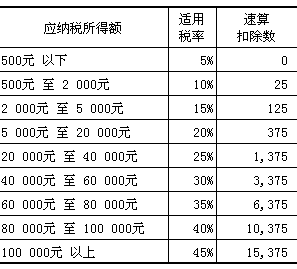 应纳税所得额 适用税率 速算扣除数
500元 以下 5% 0
500元 至 2 000元 10% 25
2 000元 至 5 000元 15% 125
5 000元 至 20 000元 20% 375
20 000元 至 40 000元 25% 1,375
40 000元 至 60 000元 30% 3,375
60 000元 至 80 000元 35% 6,375
80 000元 至 100 000元 40% 10,375
100 000元 以上 45% 15,375